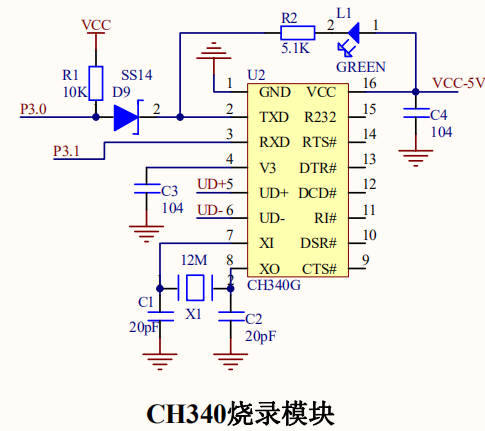 VCC
R2
L1
2
1
5.1K
GREEN
R1
10K
SS14
D9
2
U2
P3.0
P3.1
VCC-5V
C4
104
1 GND VCC 16
2 TXD R232 15
3 RXD RTS# 14
4 V3 DTR# 13
UD+ 5 UD+ DCD# 12
UD- 6 UD- RI# 11
7 XI DSR# 10
8 XO CTS# 9
CH340G
C3
104
12M
1
2
X1
C1
20pF
C2
20pF
CH340烧录模块